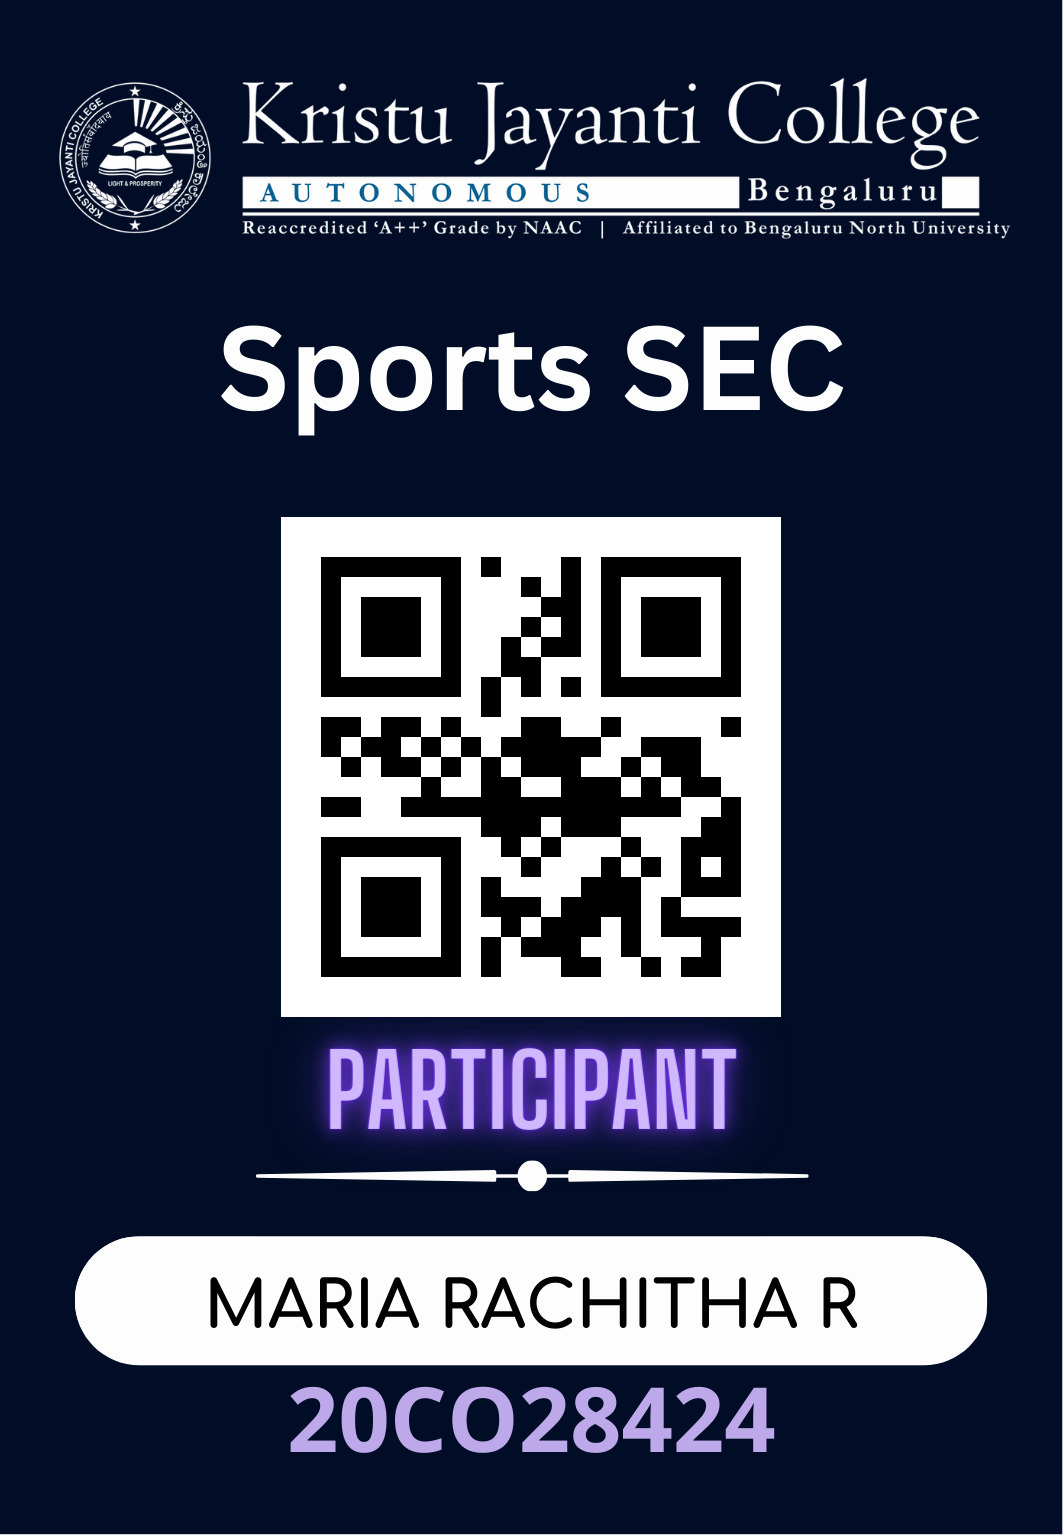 Kristu Jayanti College
AUTONOMOUS Bengaluru
Reaccredited ‘A++’ Grade by NAAC | Affiliated to Bengaluru North University
KRISTU JAYANTI COLLEGE
LIGHT & PROSPERITY
Sports SEC
PARTICIPANT
MARIA RACHITHA R
20CO28424